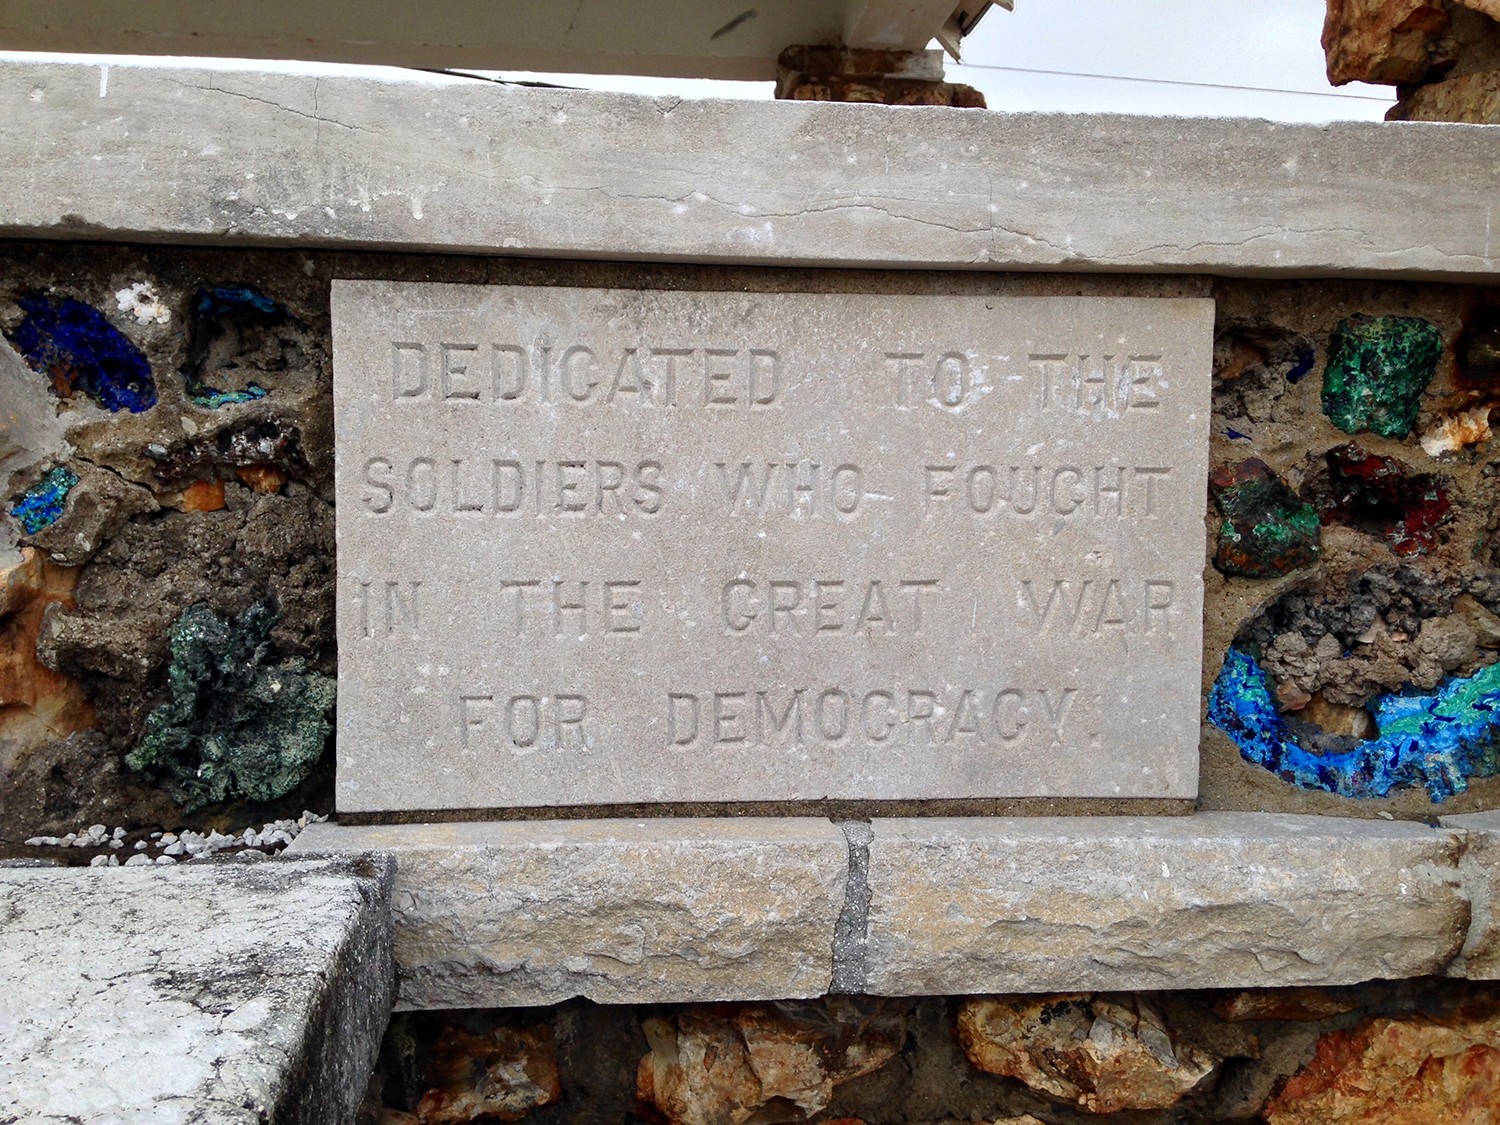 DEDICATED TO THE
SOLDIERS WHO FOUGHT
IN THE GREAT WAR
FOR DEMOCRACY.